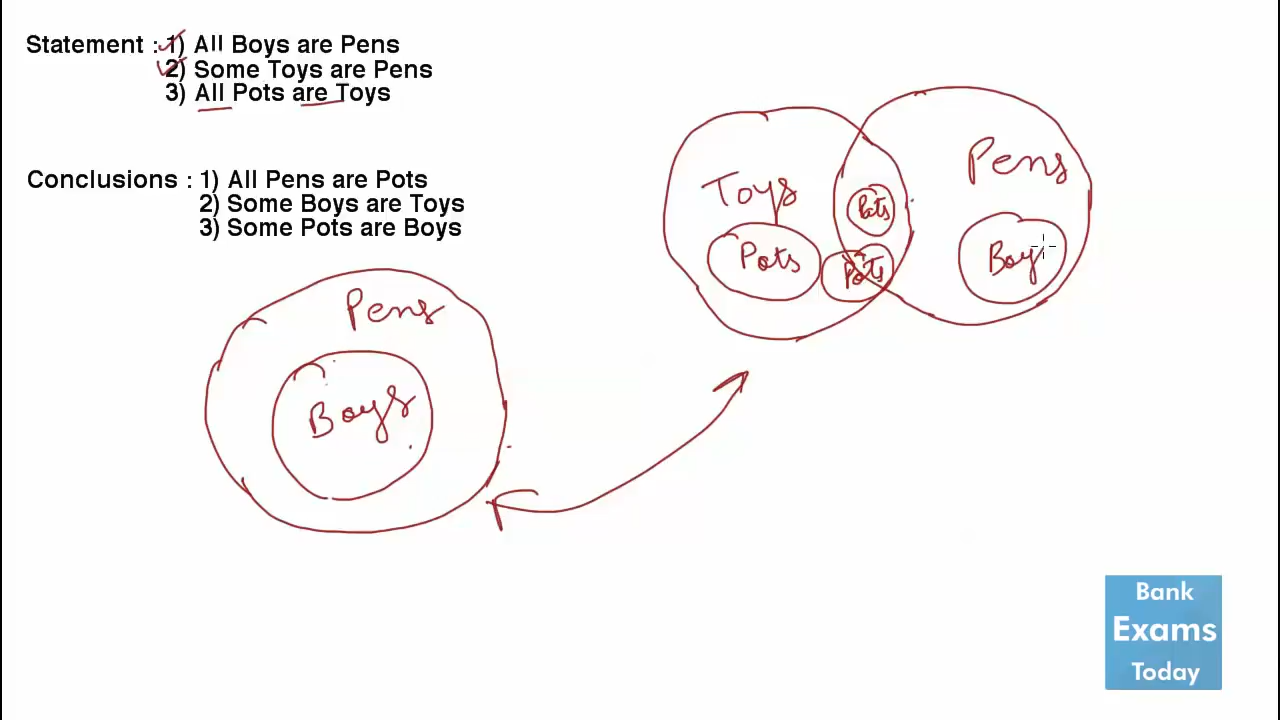 Statement : 1) All Boys are Pens
2) Some Toys are Pens
3) All Pots are Toys
Conclusions : 1) All Pens are Pots
2) Some Boys are Toys
3) Some Pots are Boys
Toys
Pens
Pots
Pots
Pots
Boy
Pens
Boys
Bank
Exams
Today